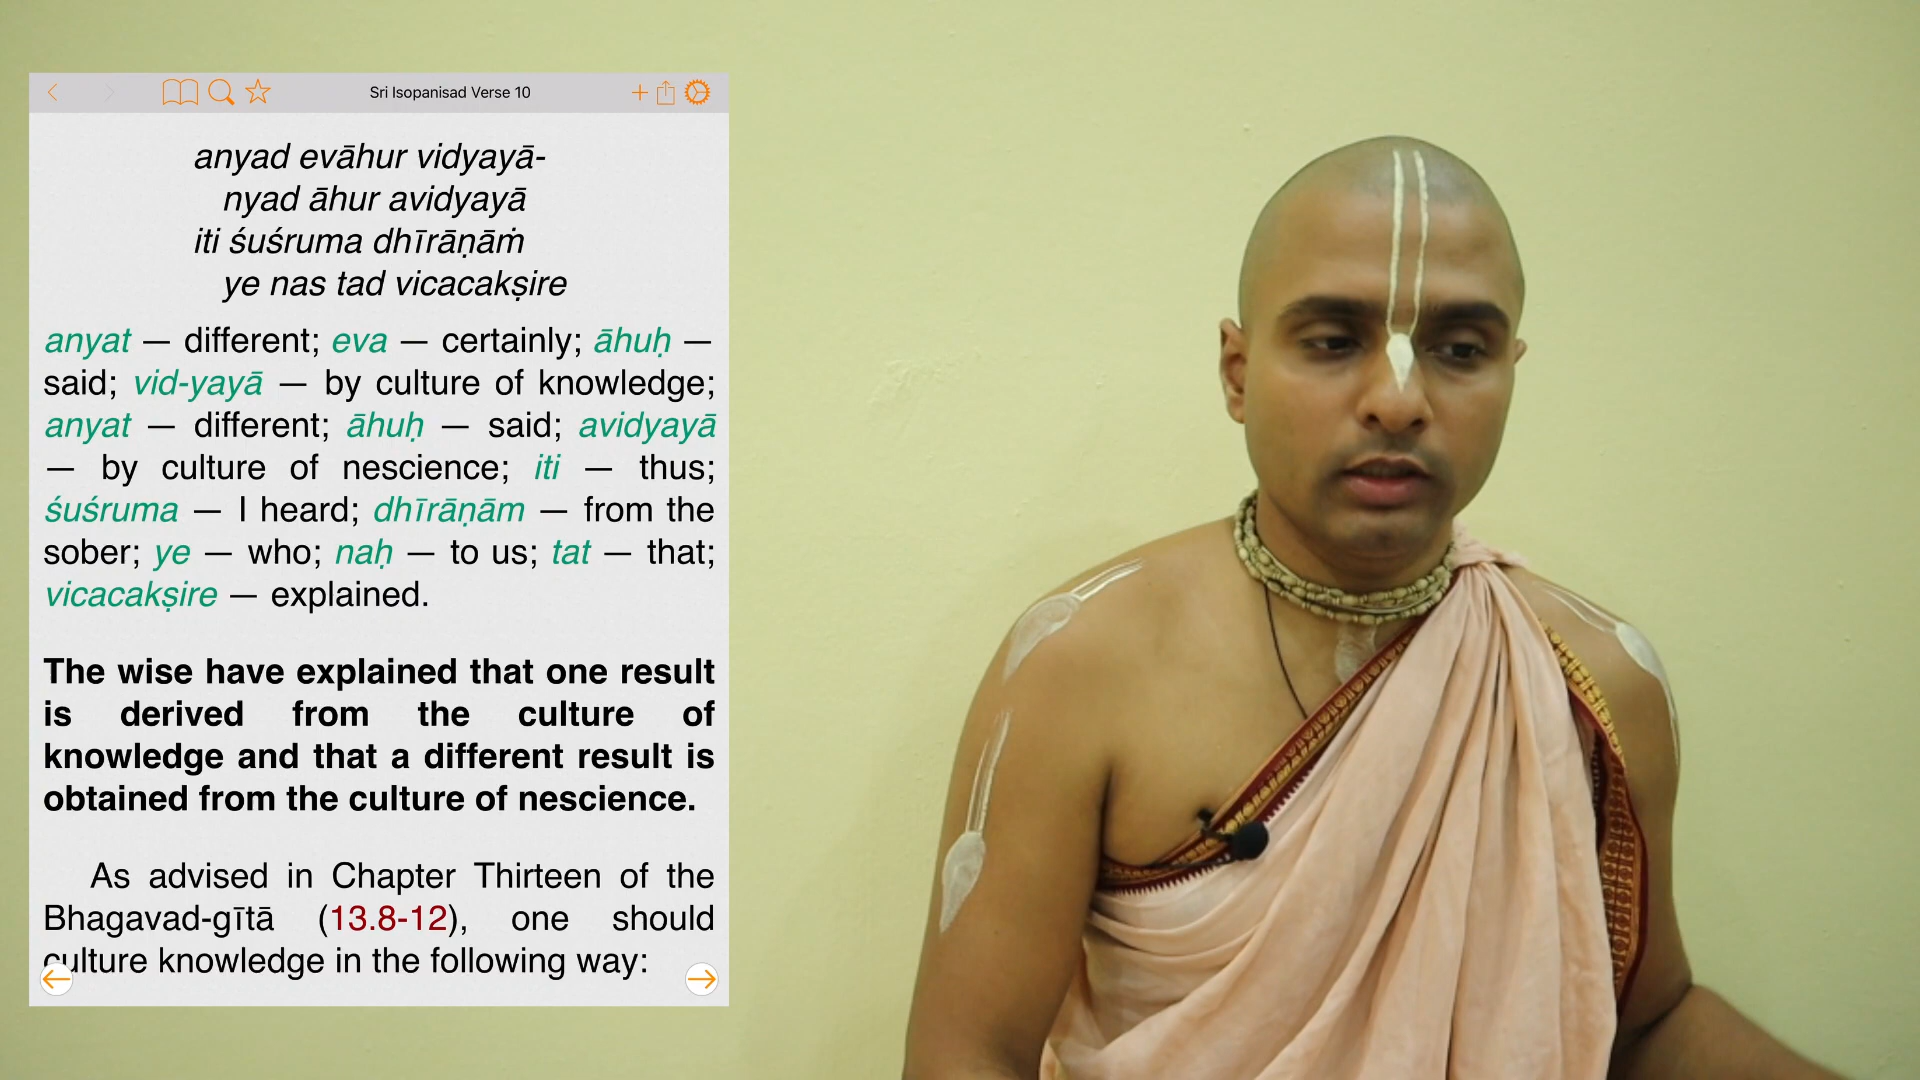 Sri Isopanisad Verse 10
anyad evāhur vidyayā-
nyad āhur avidyayā
iti śuśruma dhīrāṇāṁ
ye nas tad vicacakṣire
anyat — different; eva — certainly; āhuḥ —
said; vid-yayā — by culture of knowledge;
anyat — different; āhuḥ — said; avidyayā
— by culture of nescience; iti — thus;
śuśruma — I heard; dhīrāṇām — from the
sober; ye — who; naḥ — to us; tat — that;
vicacakṣire — explained.
The wise have explained that one result
is derived from the culture of
knowledge and that a different result is
obtained from the culture of nescience.
As advised in Chapter Thirteen of the
Bhagavad-gītā (13.8-12), one should
culture knowledge in the following way: